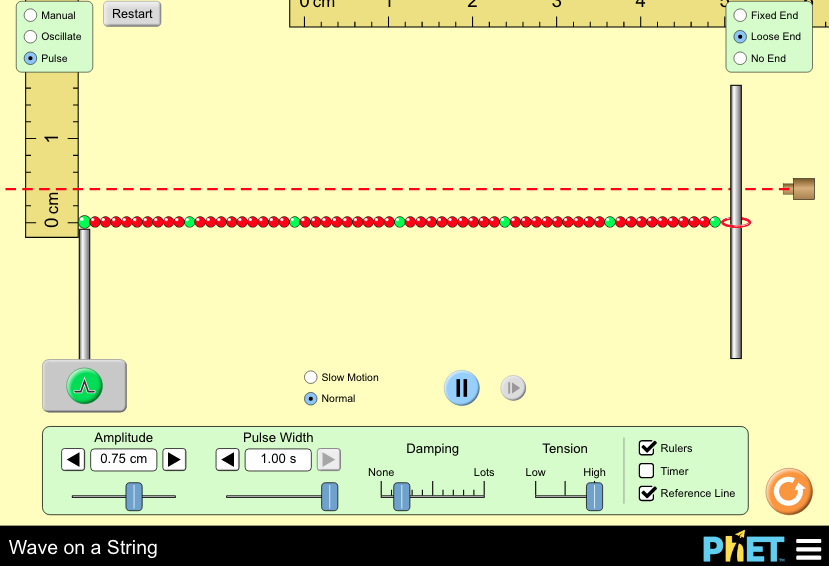 Manual
Restart
0 cm 1 2 3 4 5 6
Fixed End
Oscillate
Loose End
Pulse
No End
1
0 cm
Slow Motion
Normal
Amplitude
Pulse Width
0.75 cm
1.00 s
Damping
None
Lots
Tension
Low
High
Rulers
Timer
Reference Line
Wave on a String
PhET